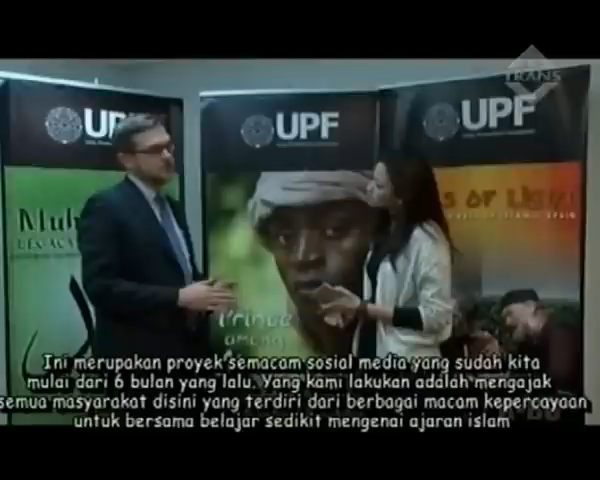 TRANS
UPF
UPF
OF
Prince
Ini merupakan proyek semacam sosial media yang sudah kita
mulai dari 6 bulan yang lalu. Yang kami lakukan adalah mengajak
semua masyarakat disini yang terdiri dari berbagai macam kepercayaan
untuk bersama belajar sedikit mengenai ajaran islam